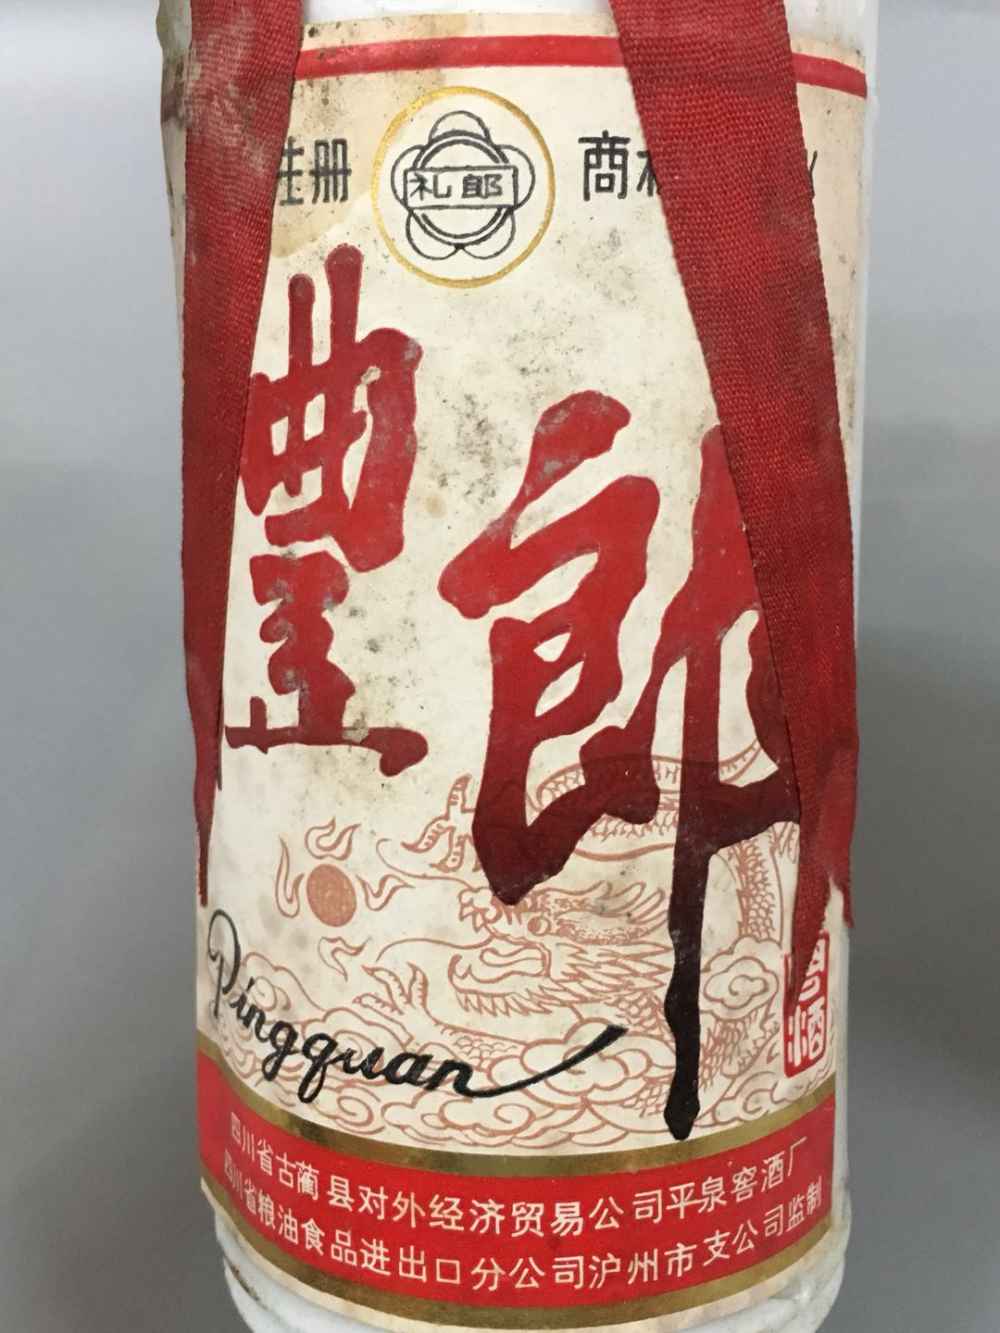 注册
礼郎
商标
豐郎
Pingquan
窖酒
四川省古蔺县对外经济贸易公司平泉窖酒厂
四川省粮油食品进出口分公司泸州市支公司监制